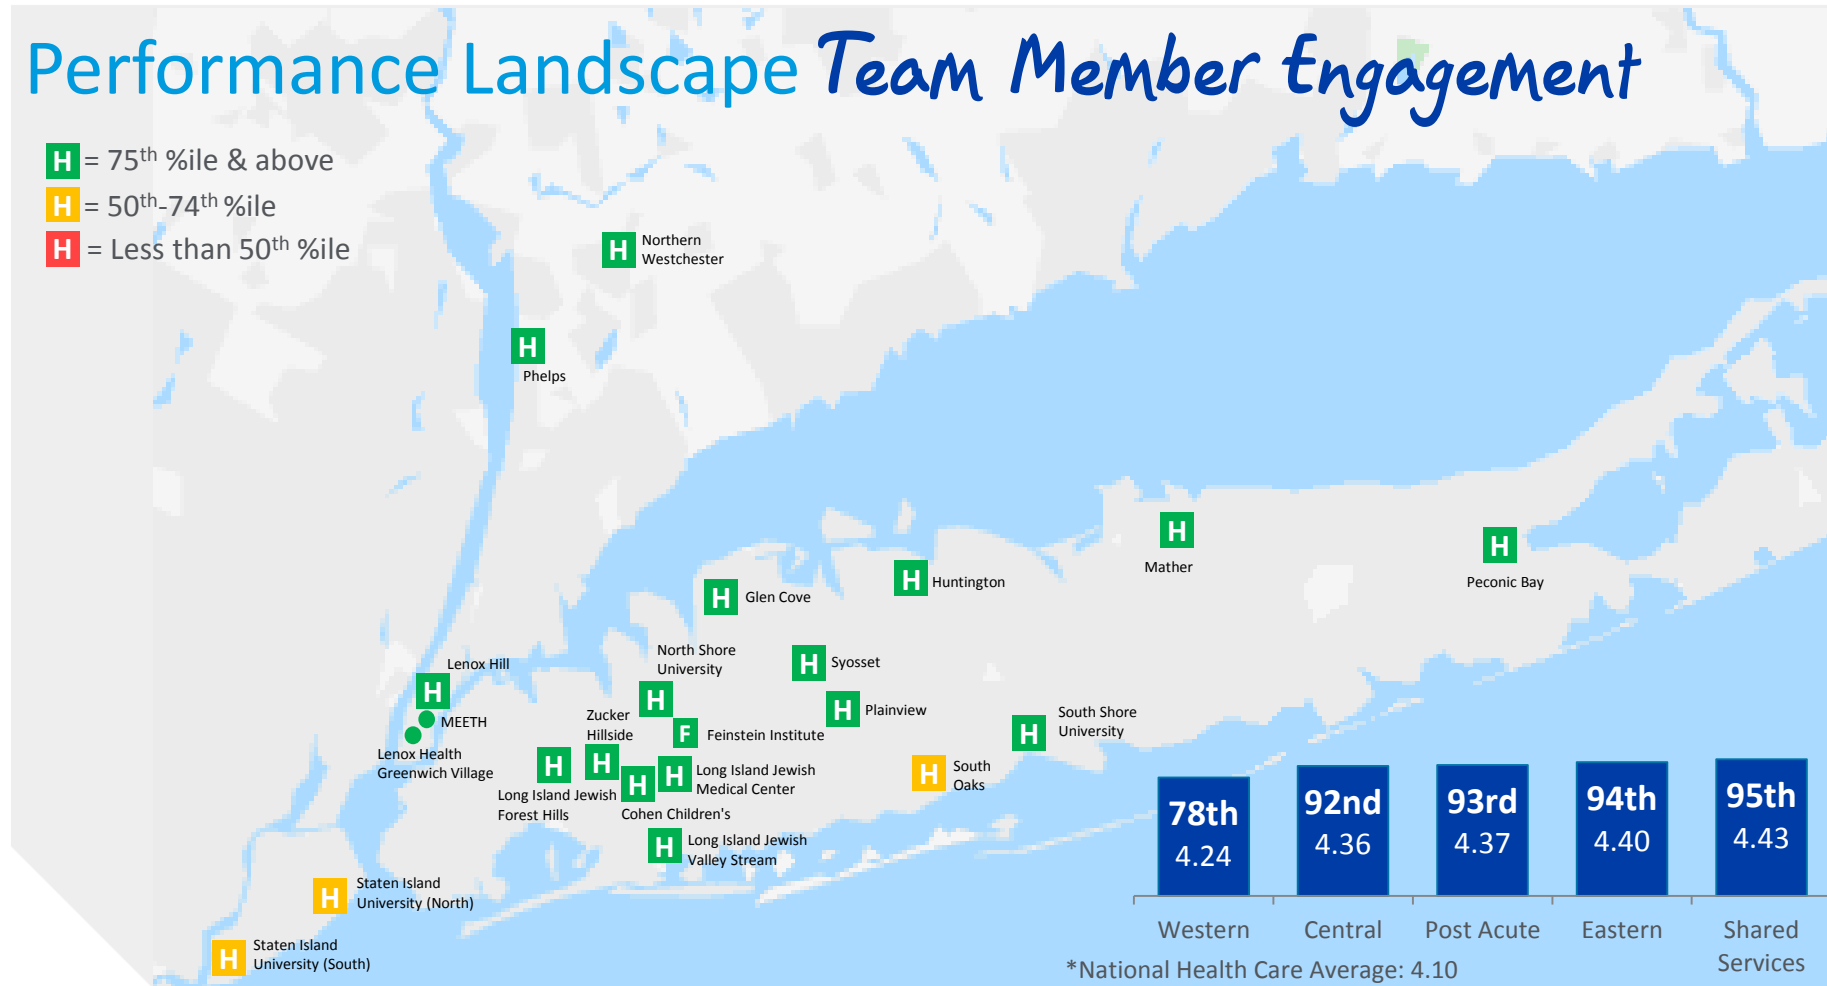 Performance Landscape Team Member Engagement
H = 75th %ile & above
H = 50th-74th %ile
H = Less than 50th %ile
H Northern
Westchester
H
Phelps
H
Mather
H
Peconic Bay
H Huntington
H Glen Cove
North Shore
University
H
H Syosset
Lenox Hill
H
MEETH
Lenox Health
Greenwich Village
H Plainview
Zucker
Hillside
H
F Feinstein Institute
South Shore
University
H
H
Long Island Jewish
Forest Hills
H
Cohen Children's
H Long Island Jewish
Medical Center
H South
Oaks
H Long Island Jewish
Valley Stream
H Staten Island
University (North)
H Staten Island
University (South)
78th
4.24
Western
92nd
4.36
Central
93rd
4.37
Post Acute
94th
4.40
Eastern
95th
4.43
Shared
Services
*National Health Care Average: 4.10